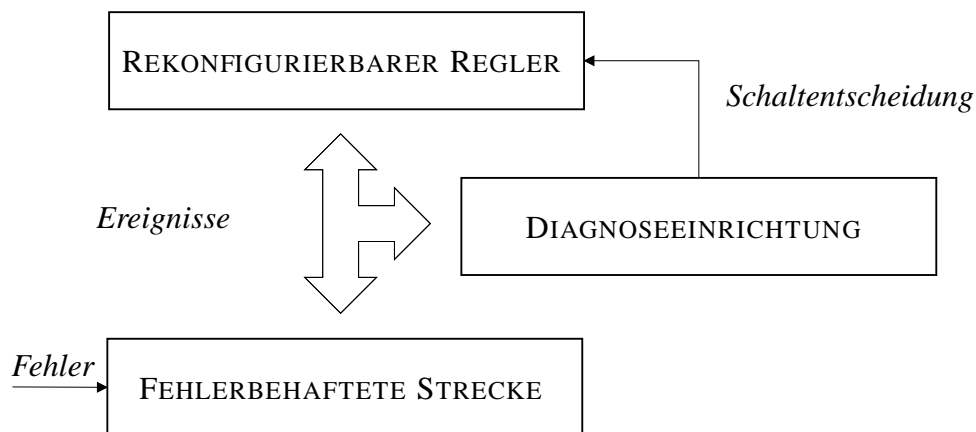 REKONFIGURIERBARER REGLER
Schaltentscheidung
Ereignisse
DIAGNOSEEINRICHTUNG
Fehler
FEHLERBEHAFTETE STRECKE